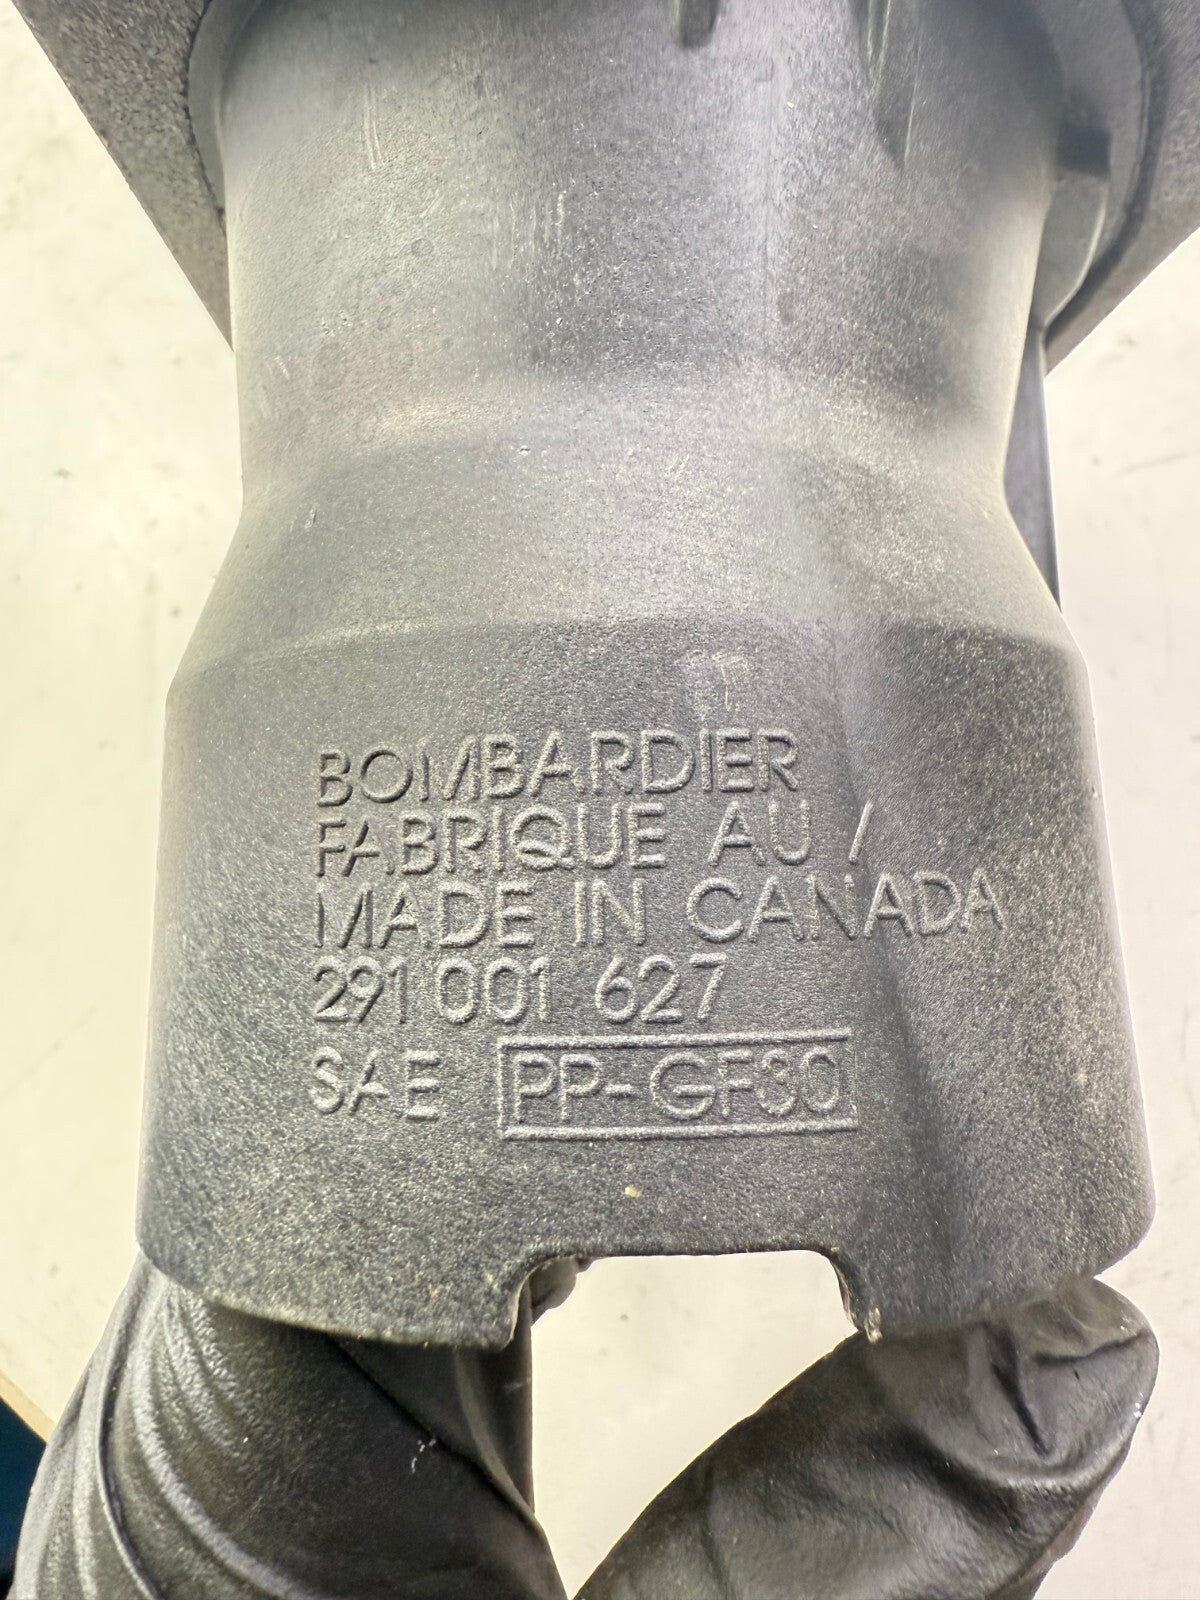 BOMBARDIER
FABRIQUE AU /
MADE IN CANADA
291 001 627
SAE PP-GF30